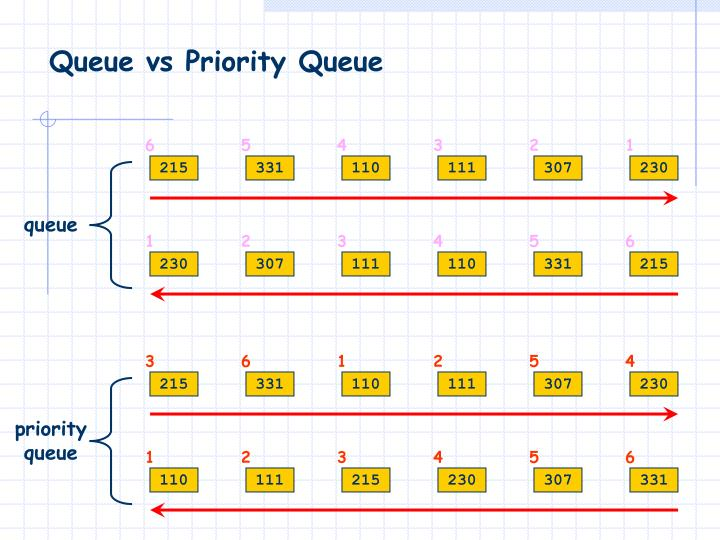 Queue vs Priority Queue
6 5 4 3 2 1
215 331 110 111 307 230
queue
1 2 3 4 5 6
230 307 111 110 331 215
3 6 1 2 5 4
215 331 110 111 307 230
priority
queue
1 2 3 4 5 6
110 111 215 230 307 331